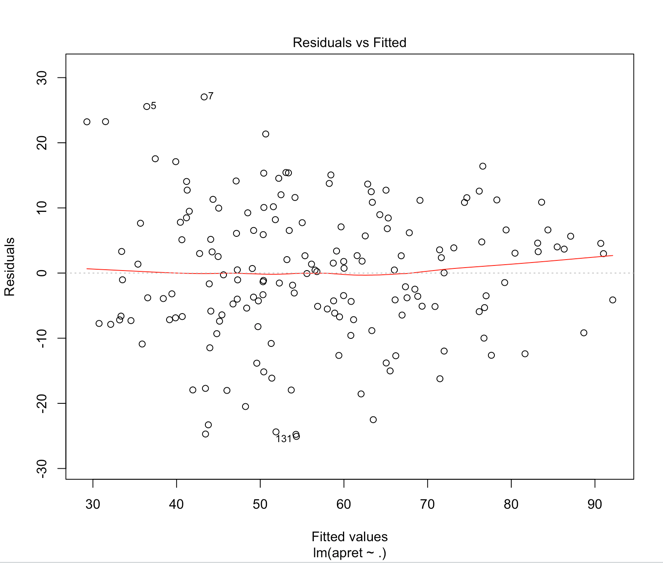 Residuals vs Fitted
Residuals
30
20
10
0
-10
-20
-30
5
7
131
30 40 50 60 70 80 90
Fitted values
lm(apret ~ .)